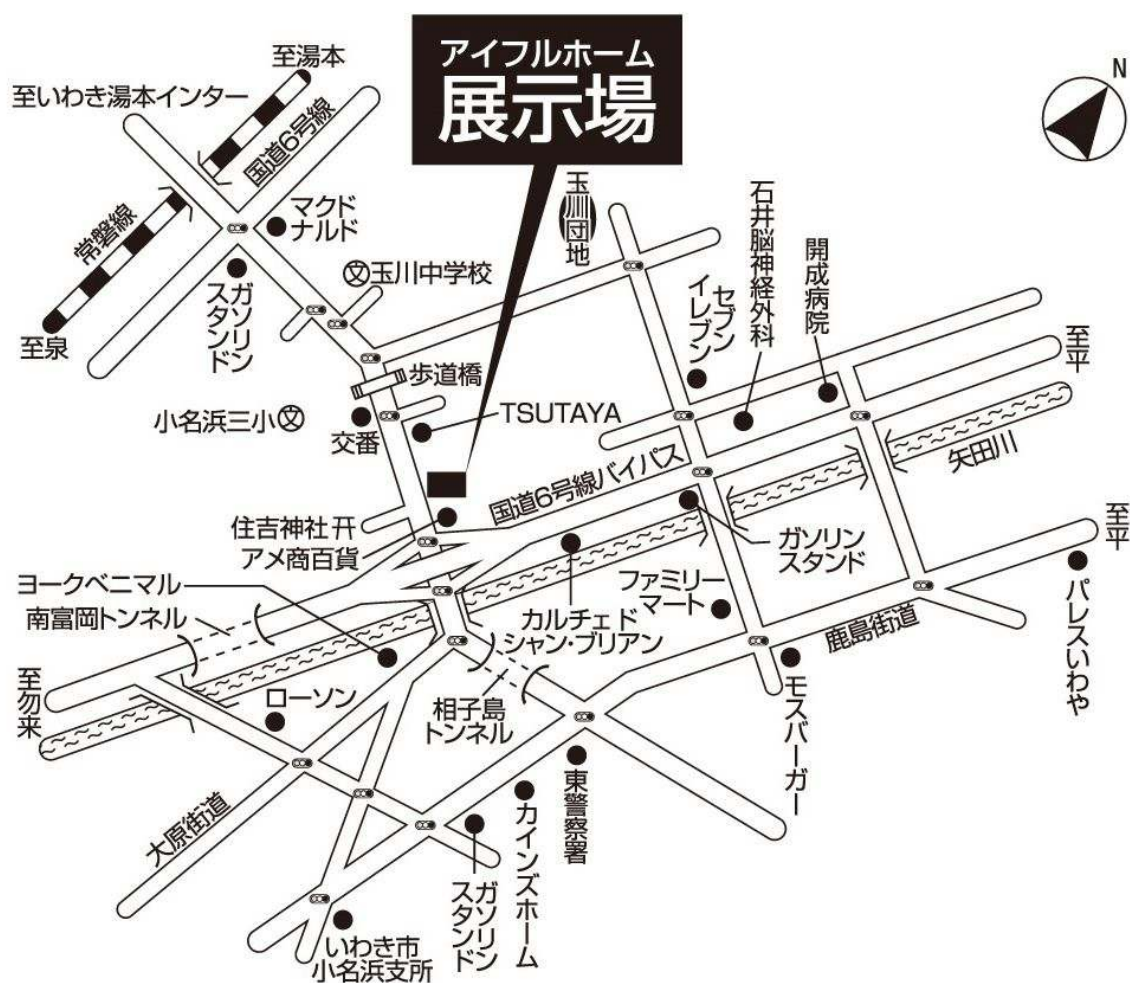 アイフルホーム
展示場
N
至湯本
至いわき湯本インター
国道6号線
常磐線
至泉
マクド
ナルド
ガソリン
スタンド
文玉川中学校
玉川団地
石井脳神経外科
開成病院
セブン
イレブン
至平
歩道橋
小名浜三小文
交番
TSUTAYA
矢田川
国道6号線バイパス
住吉神社
アメ商百貨
ガソリン
スタンド
至平
ヨークベニマル
南富岡トンネル
カルチェド
シャン・ブリアン
ファミリー
マート
鹿島街道
パレスいわや
至勿来
ローソン
相子島
トンネル
モスバーガー
大原街道
東警察署
カインズホーム
ガソリン
スタンド
いわき市
小名浜支所